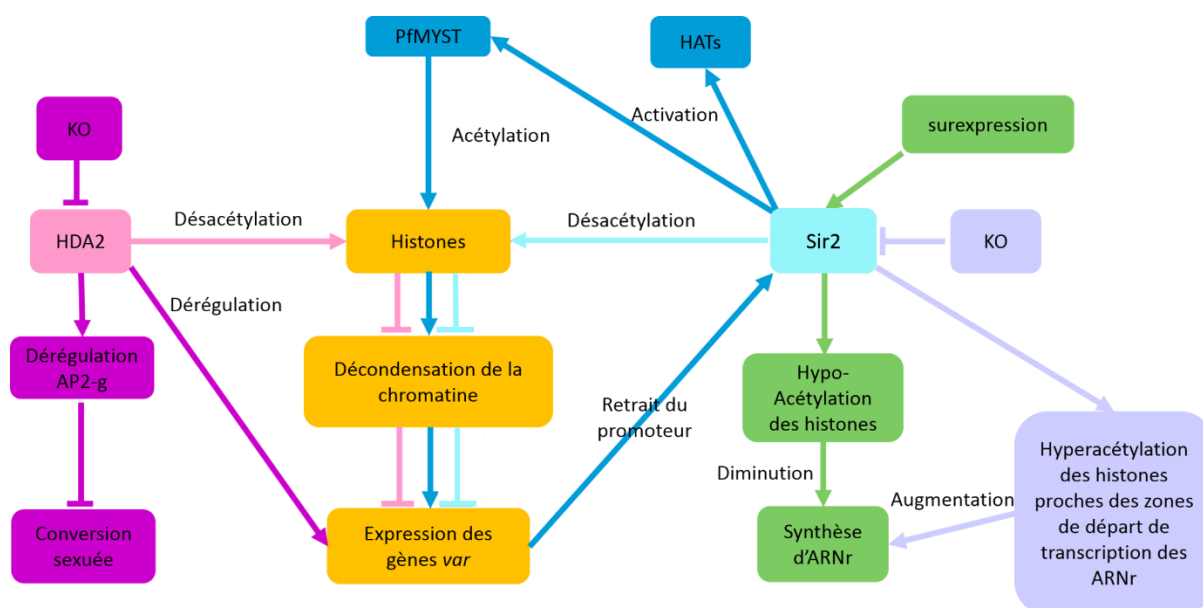 PfMYST
HATs
KO
Acétylation
Activation
surexpression
HDA2
Désacétylation
Histones
Désacétylation
Sir2
KO
Dérégulation
Dérégulation
AP2-g
Décondensation de la
chromatine
Retrait du
promoteur
Hypo-
Acétylation
des histones
Hyperacétylation
des histones
proches des zones
de départ de
transcription des
ARNr
Diminution
Augmentation
Conversion
sexuée
Expression des
gènes var
Synthèse
d'ARNr